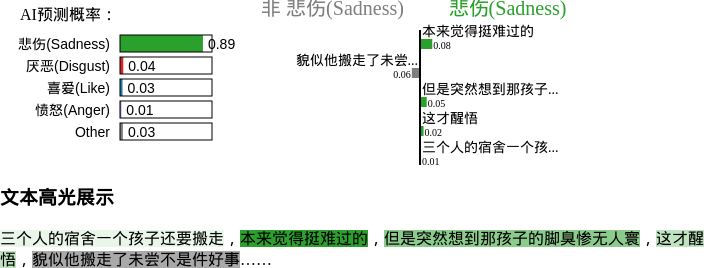 AI预测概率：
悲伤(Sadness) 0.89
厌恶(Disgust) 0.04
喜爱(Like) 0.03
愤怒(Anger) 0.01
Other 0.03
非 悲伤(Sadness) 悲伤(Sadness)
本来觉得挺难过的
0.08
貌似他搬走了未尝...
0.06
但是突然想到那孩子...
0.05
这才醒悟
0.02
三个人的宿舍一个孩...
0.01
文本高光展示
三个人的宿舍一个孩子还要搬走，本来觉得挺难过的，但是突然想到那孩子的脚臭惨无人寰，这才醒
悟，貌似他搬走了未尝不是件好事……